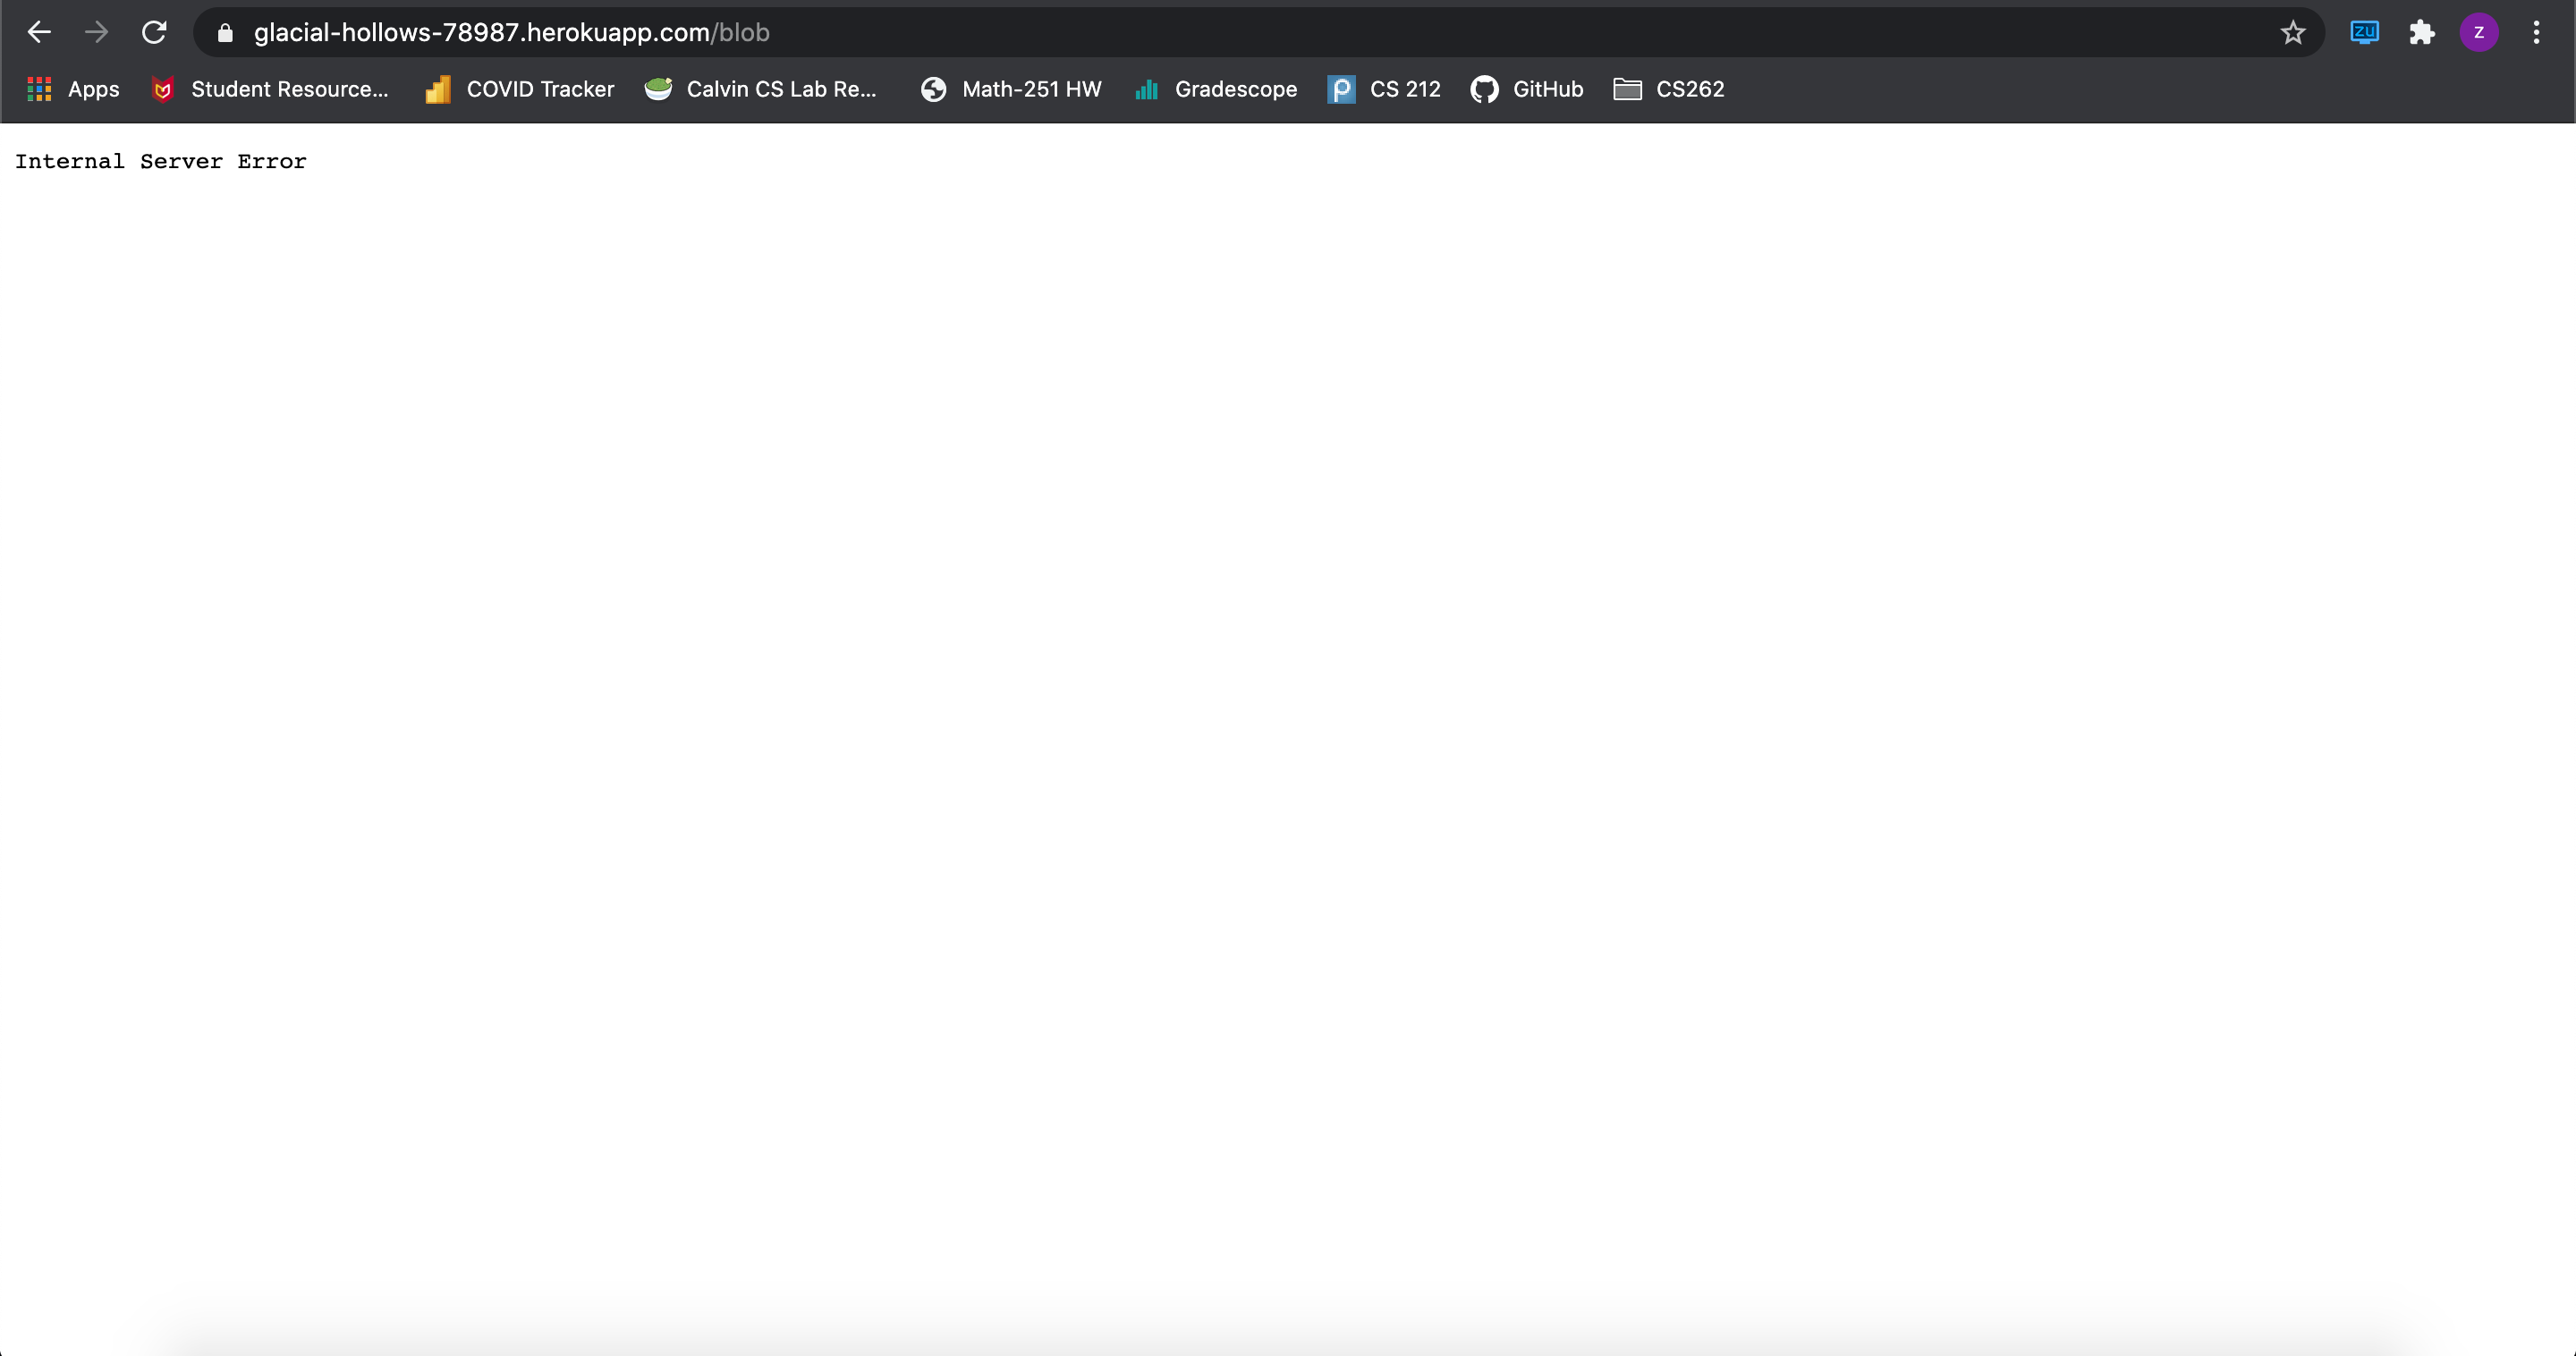 glacial-hollows-78987.herokuapp.com/blob
zu
z
Apps
Student Resource...
COVID Tracker
Calvin CS Lab Re...
Math-251 HW
Gradescope
P
CS 212
GitHub
CS262
Internal Server Error